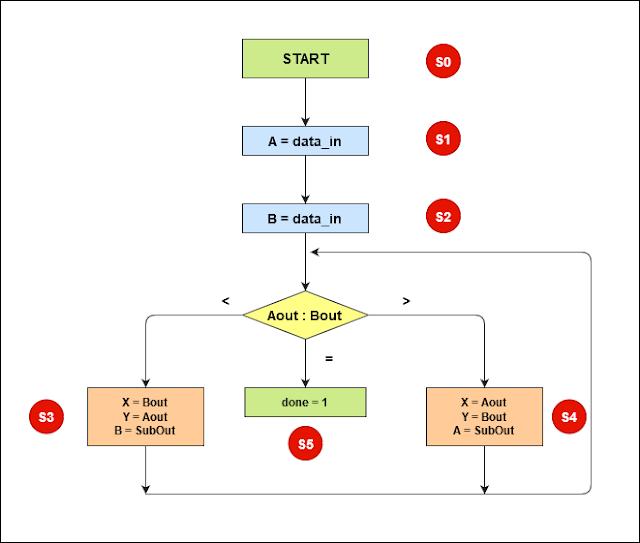 START
S0
A = data_in
S1
B = data_in
S2
<
>
Aout : Bout
=
S3
X = Bout
Y = Aout
B = SubOut
done = 1
S5
X = Aout
Y = Bout
A = SubOut
S4